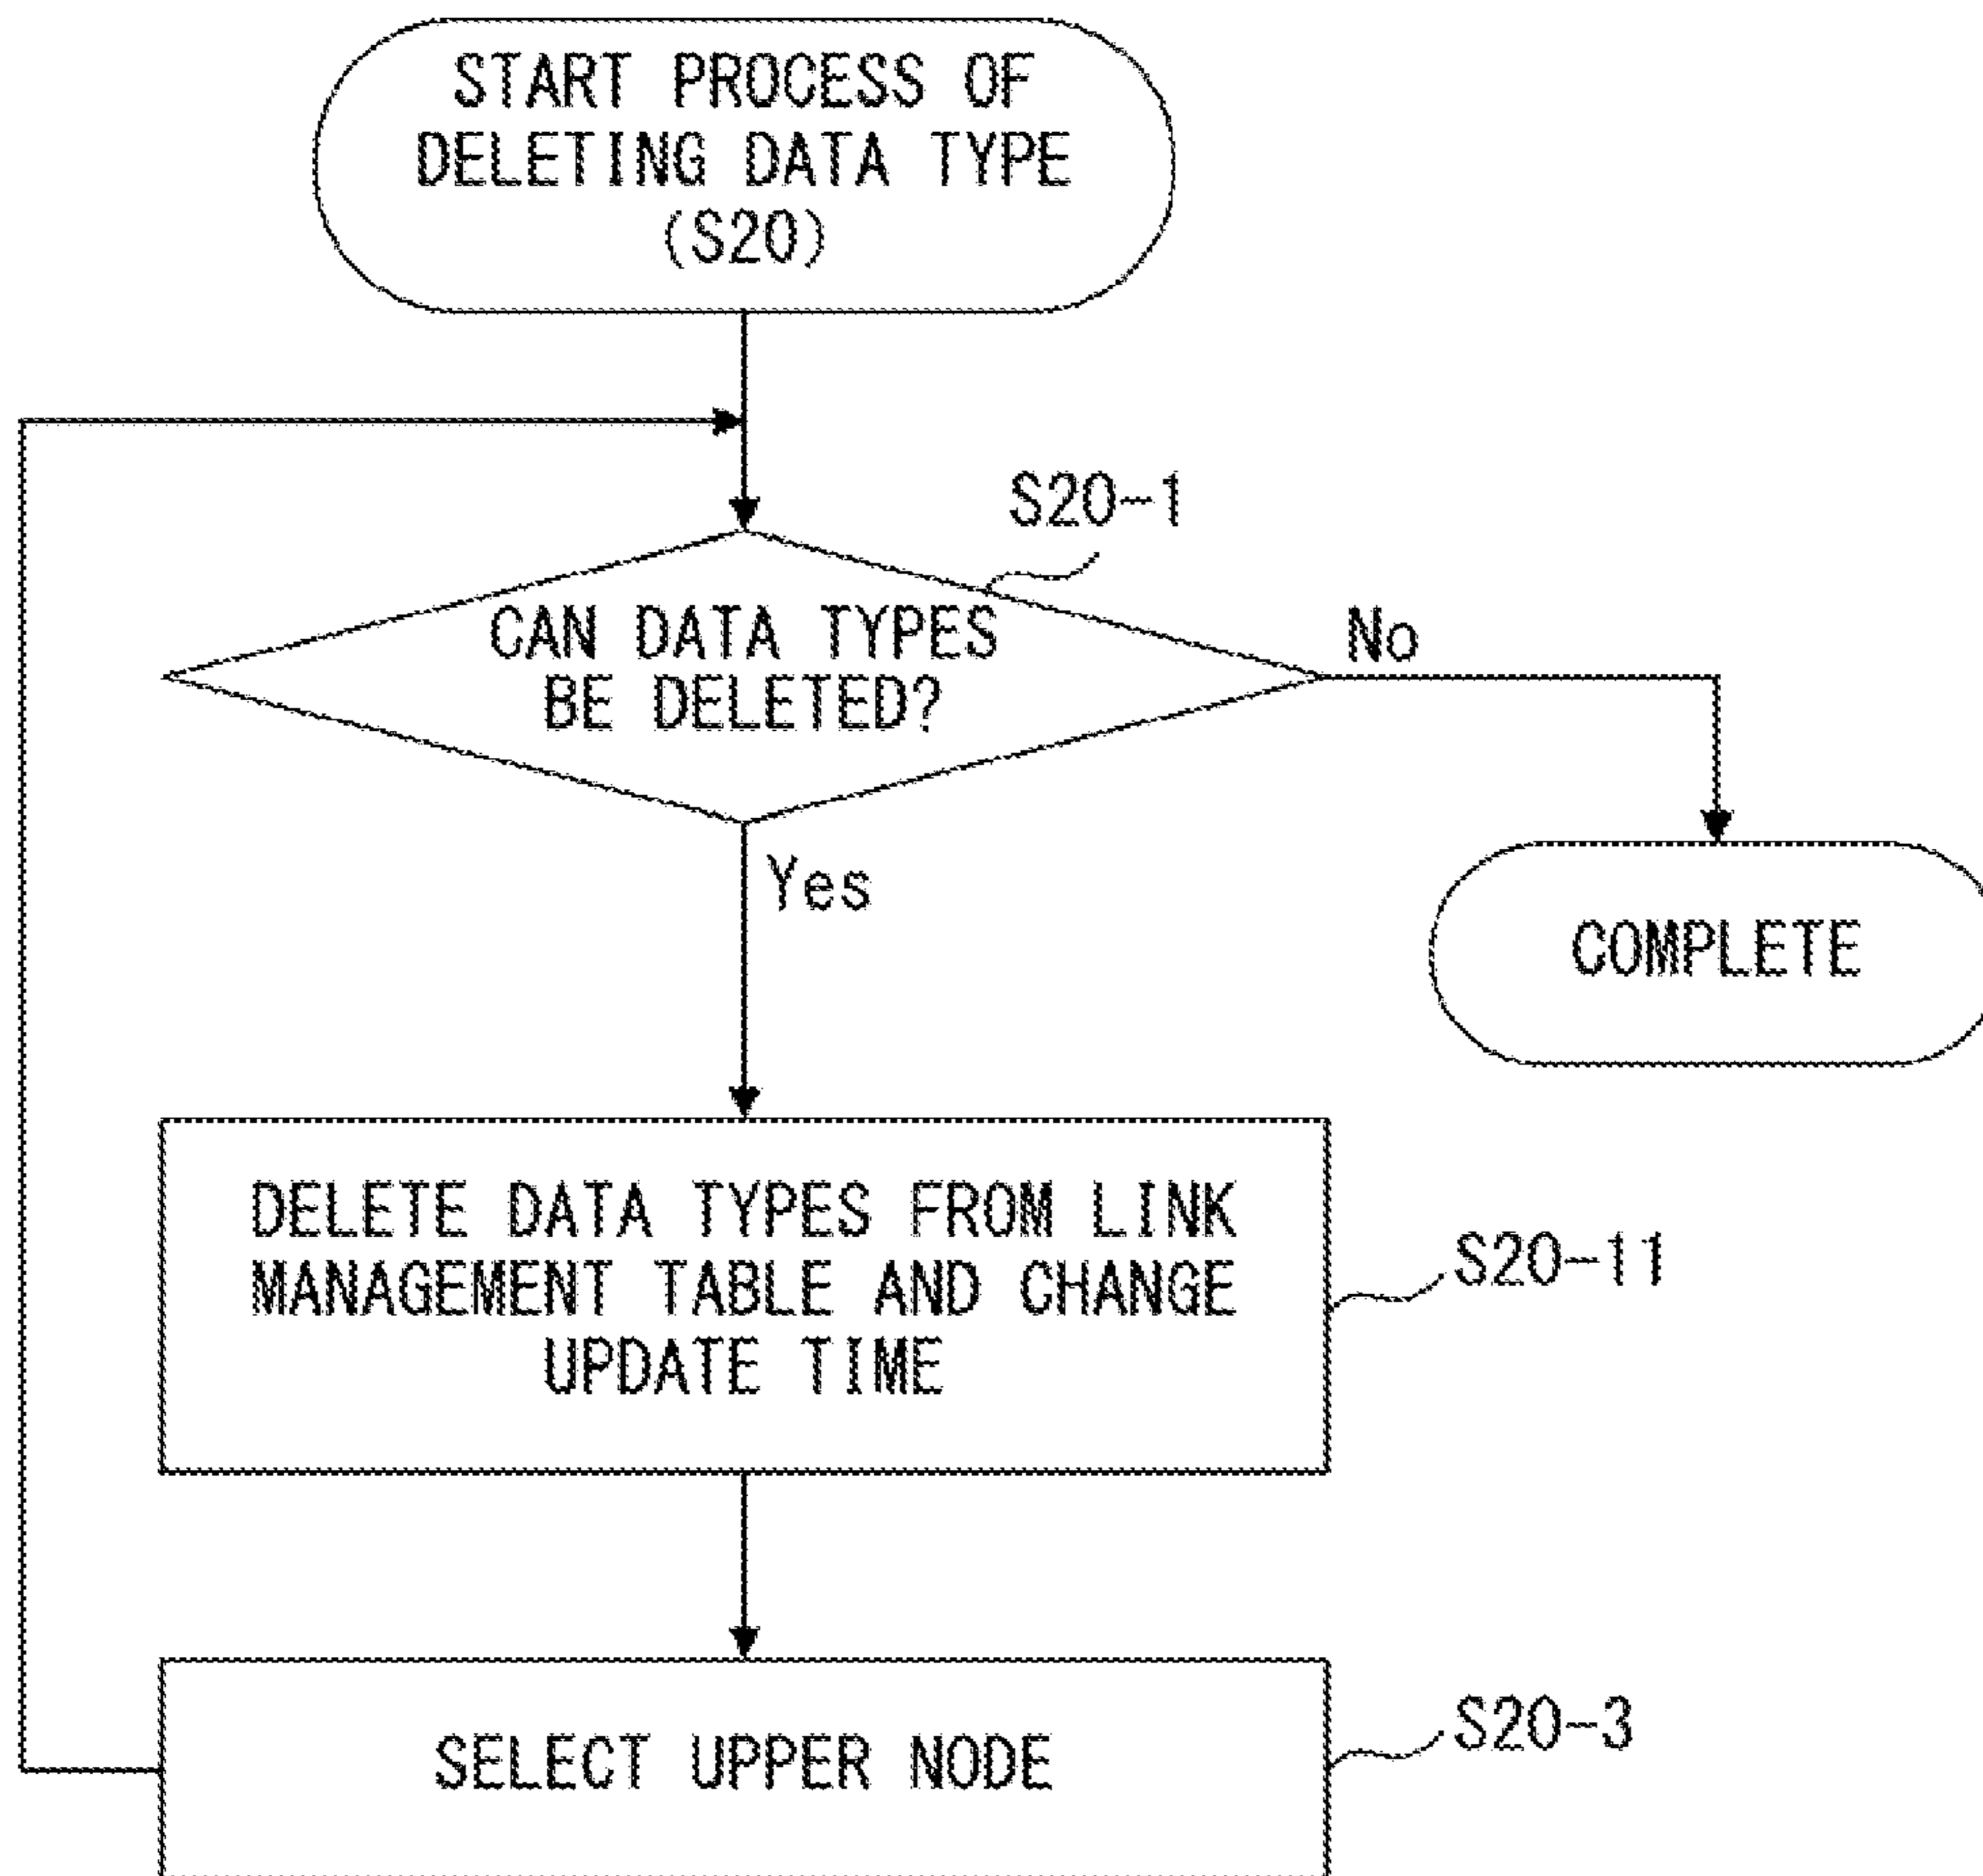 START PROCESS OF
DELETING DATA TYPE
(S20)
S20-1
CAN DATA TYPES
BE DELETED?
No
Yes
COMPLETE
DELETE DATA TYPES FROM LINK
MANAGEMENT TABLE AND CHANGE
UPDATE TIME
S20-11
SELECT UPPER NODE
S20-3